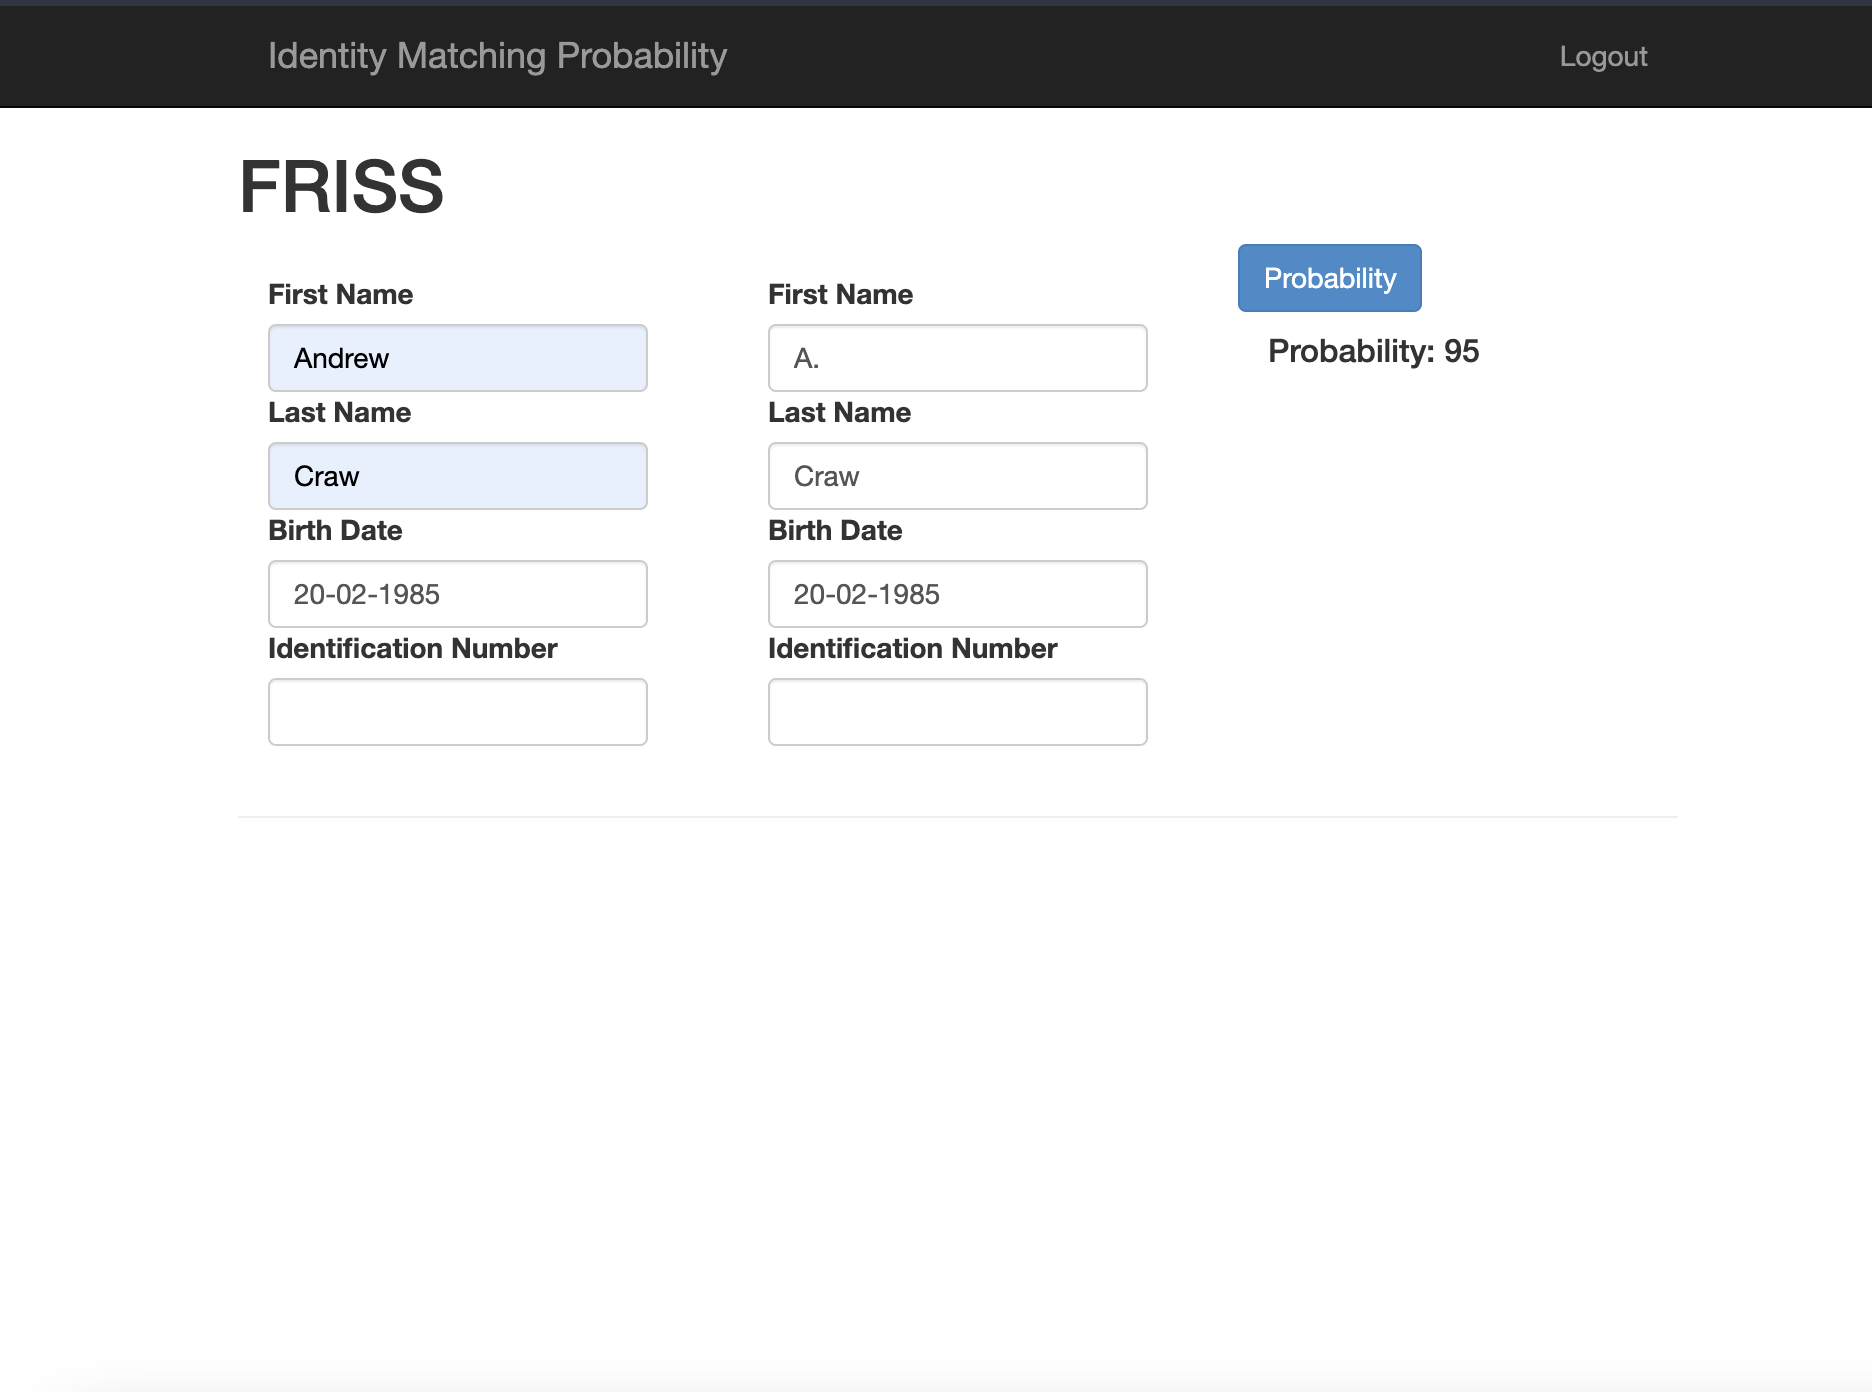 Identity Matching Probability
Logout
FRISS
First Name
Andrew
Last Name
Craw
Birth Date
20-02-1985
Identification Number
First Name
A.
Last Name
Craw
Birth Date
20-02-1985
Identification Number
Probability
Probability: 95